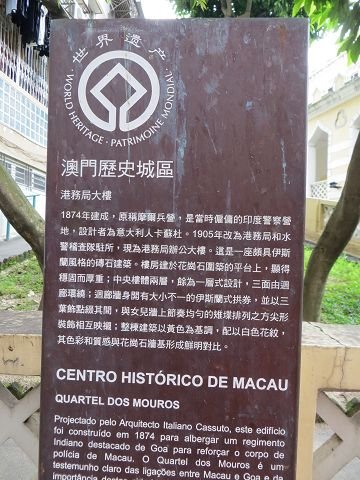 世界遺產
WORLD HERITAGE · PATRIMOINE MONDIAL
澳門歷史城區
港務局大樓
1874年建成，原稱摩爾兵營，是當時僱傭的印度警察營
地，設計者為意大利人卡蘇杜。1905年改為港務局和水
警稽查隊駐所，現為港務局辦公大樓。這是一座頗具伊斯
蘭風格的磚石建築。樓房建於花崗石圍築的平台上，顯得
穩固而厚重；中央樓體兩層，餘為一層式設計，三面由迴
廊環繞；迴廊牆身開有大小不一的伊斯蘭式拱券，並以三
葉飾點綴其間，與女兒牆上節奏均勻的雉堞排列之方尖形
裝飾相互映襯；整棟建築以黃色為基調，配以白色花紋，
其色彩和質感與花崗石牆基形成鮮明對比。
CENTRO HISTÓRICO DE MACAU
QUARTEL DOS MOUROS
Projectado pelo Arquitecto Italiano Cassuto, este edifício
foi construído em 1874 para albergar um regimento
Indiano destacado de Goa para reforçar o corpo de
polícia de Macau. O Quartel dos Mouros é um
testemunho claro das ligações entre Macau e Goa e da
importância